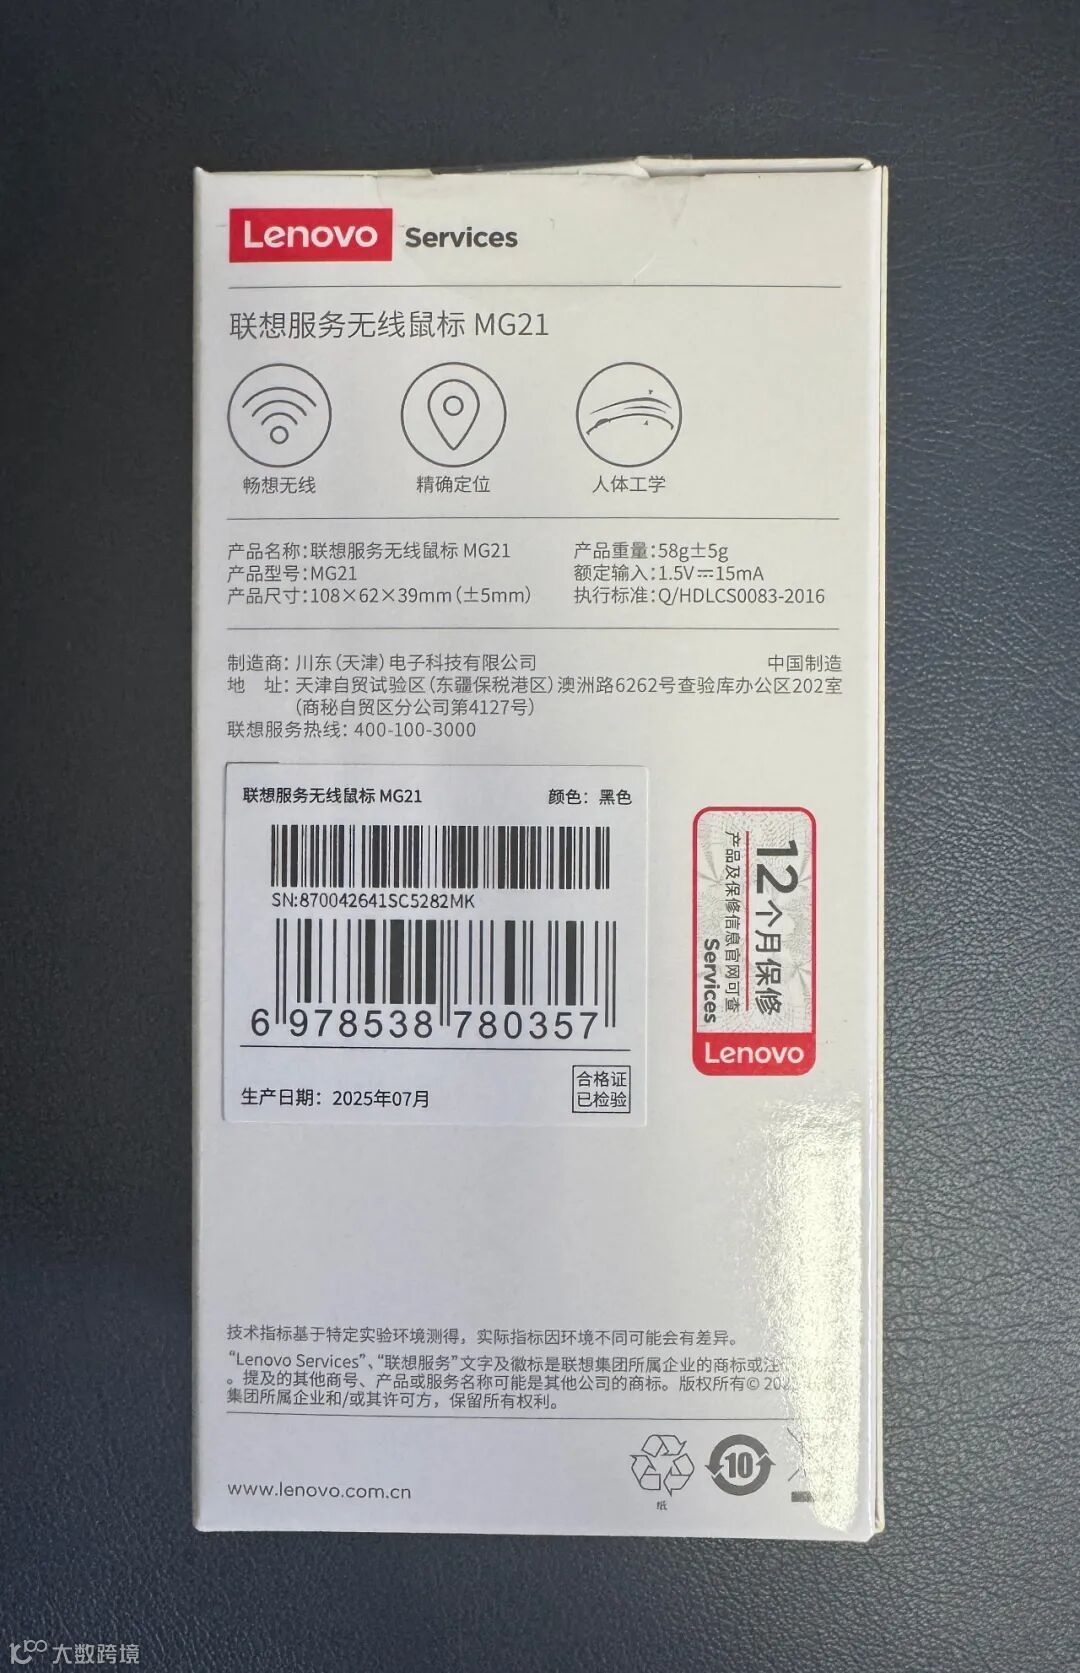 Lenovo Services
联想服务无线鼠标 MG21
畅想无线 精确定位 人体工学
产品名称:联想服务无线鼠标 MG21 产品重量:58g±5g
产品型号:MG21 额定输入:1.5V⎓15mA
产品尺寸:108×62×39mm(±5mm) 执行标准:Q/HDLCS0083-2016
制造商: 川东(天津)电子科技有限公司 中国制造
地 址: 天津自贸试验区(东疆保税港区)澳洲路6262号查验库办公区202室
(商秘自贸区分公司第4127号)
联想服务热线: 400-100-3000
联想服务无线鼠标 MG21 颜色: 黑色
SN:870042641SC5282MK
6 978538 780357
生产日期: 2025年07月
合格证
已检验
12个月保修
产品及保修信息官网可查
Services
Lenovo
技术指标基于特定实验环境测得，实际指标因环境不同可能会有差异。
“Lenovo Services”、“联想服务”文字及徽标是联想集团所属企业的商标或注
。提及的其他商号、产品或服务名称可能是其他公司的商标。版权所有©
集团所属企业和/或其许可方，保留所有权利。
纸
10
www.lenovo.com.cn
大数跨境